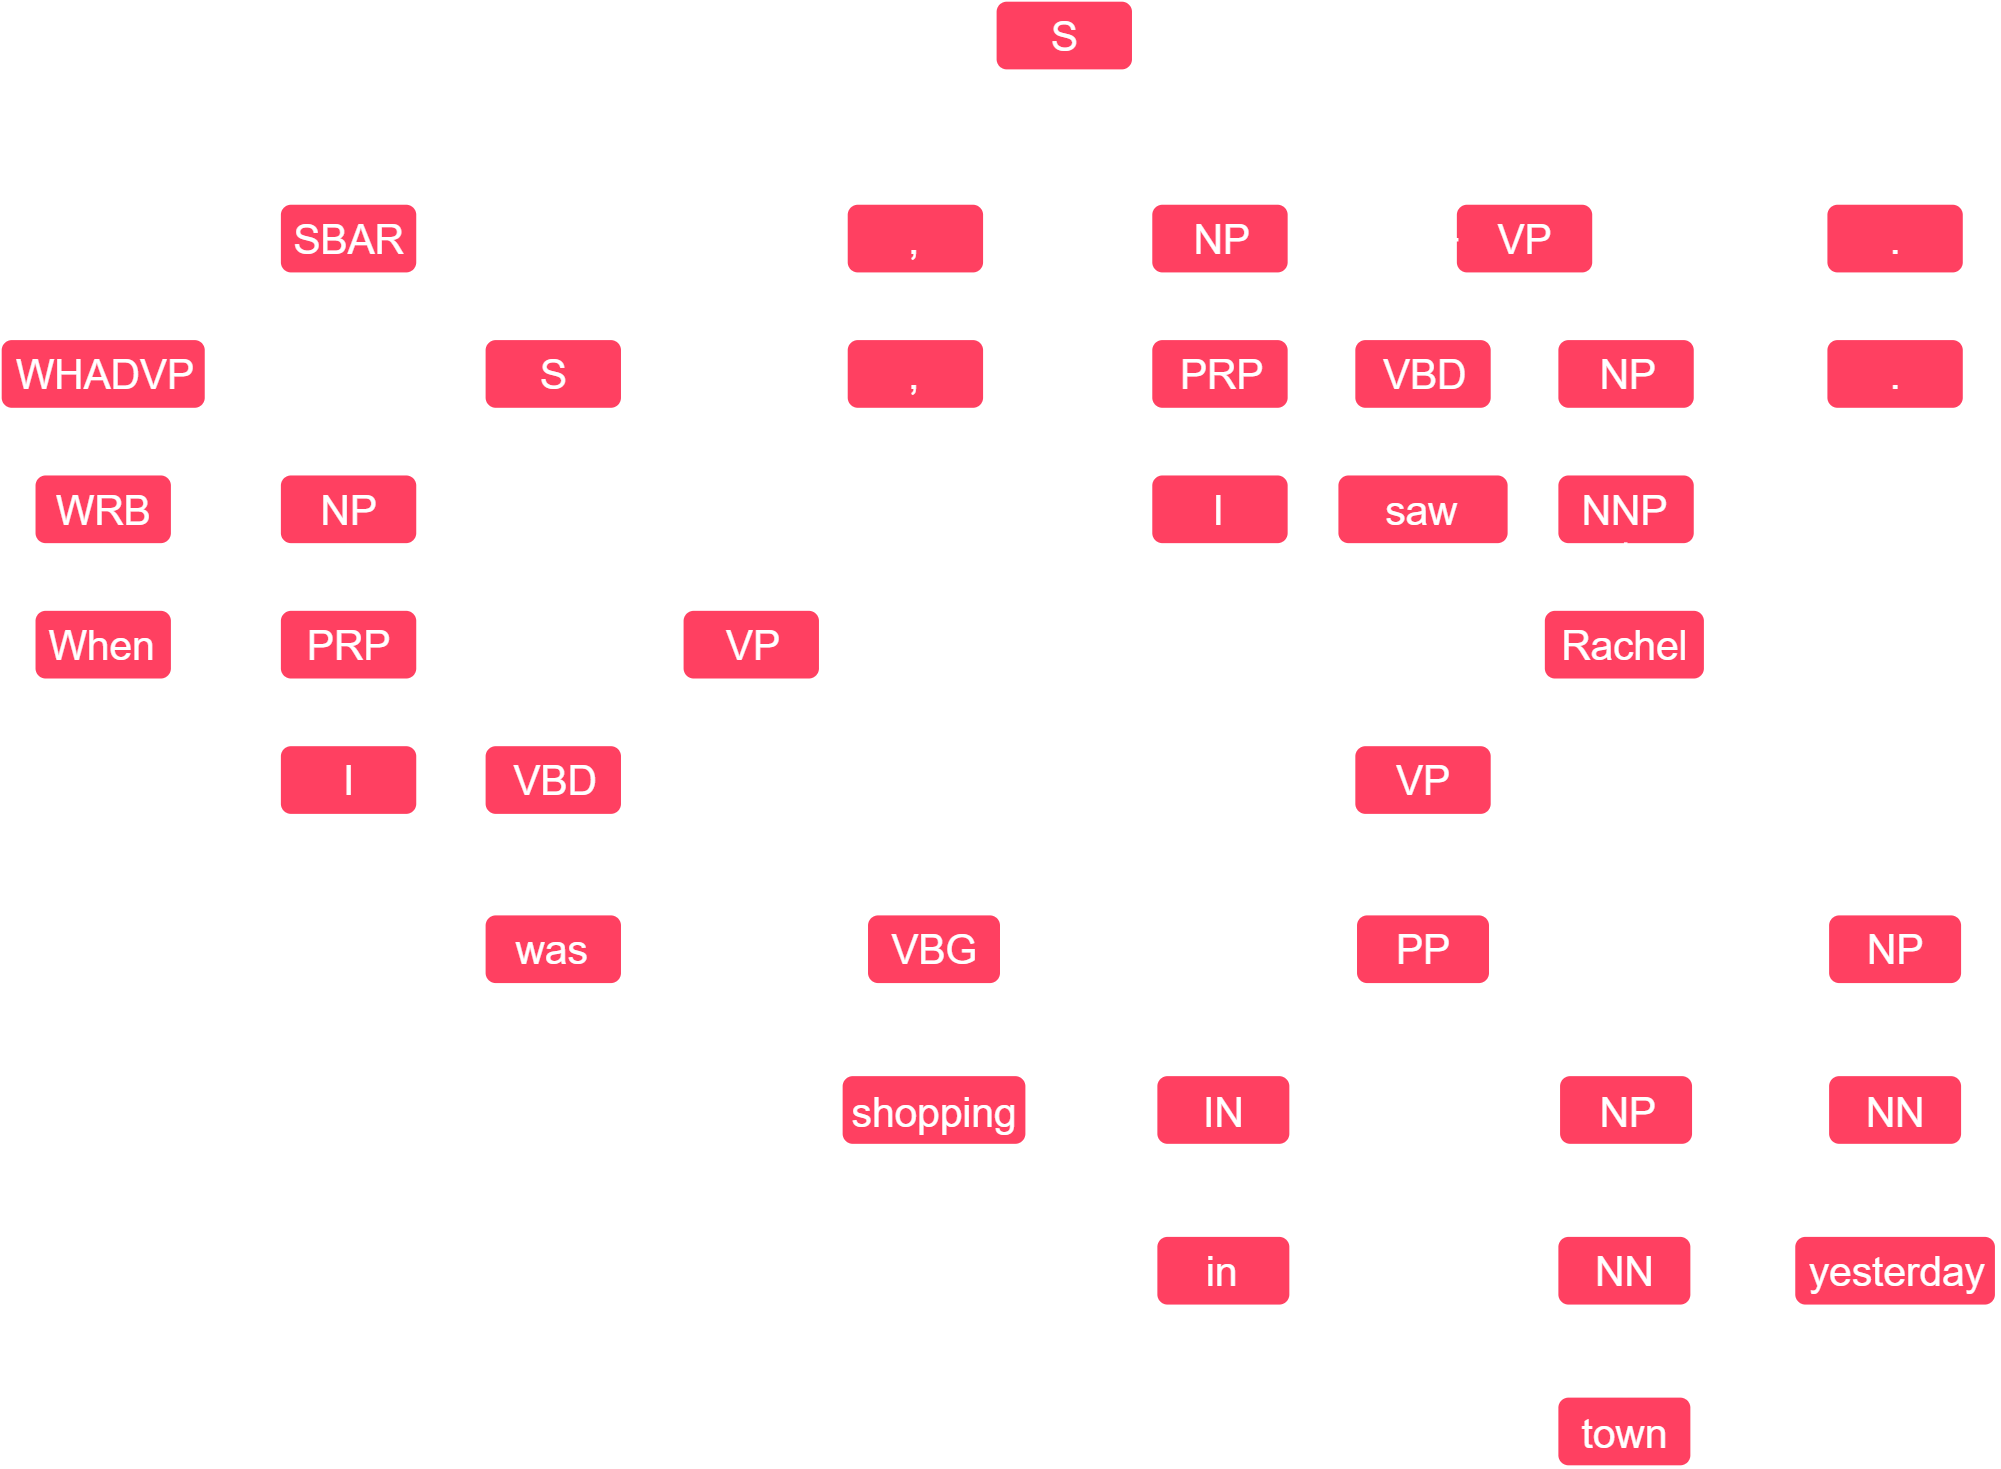 S
SBAR , NP VP .
WHADVP S , PRP VBD NP .
WRB NP I saw NNP
When PRP VP Rachel
I VBD VP
was VBG PP NP
shopping IN NP NN
in NN yesterday
town